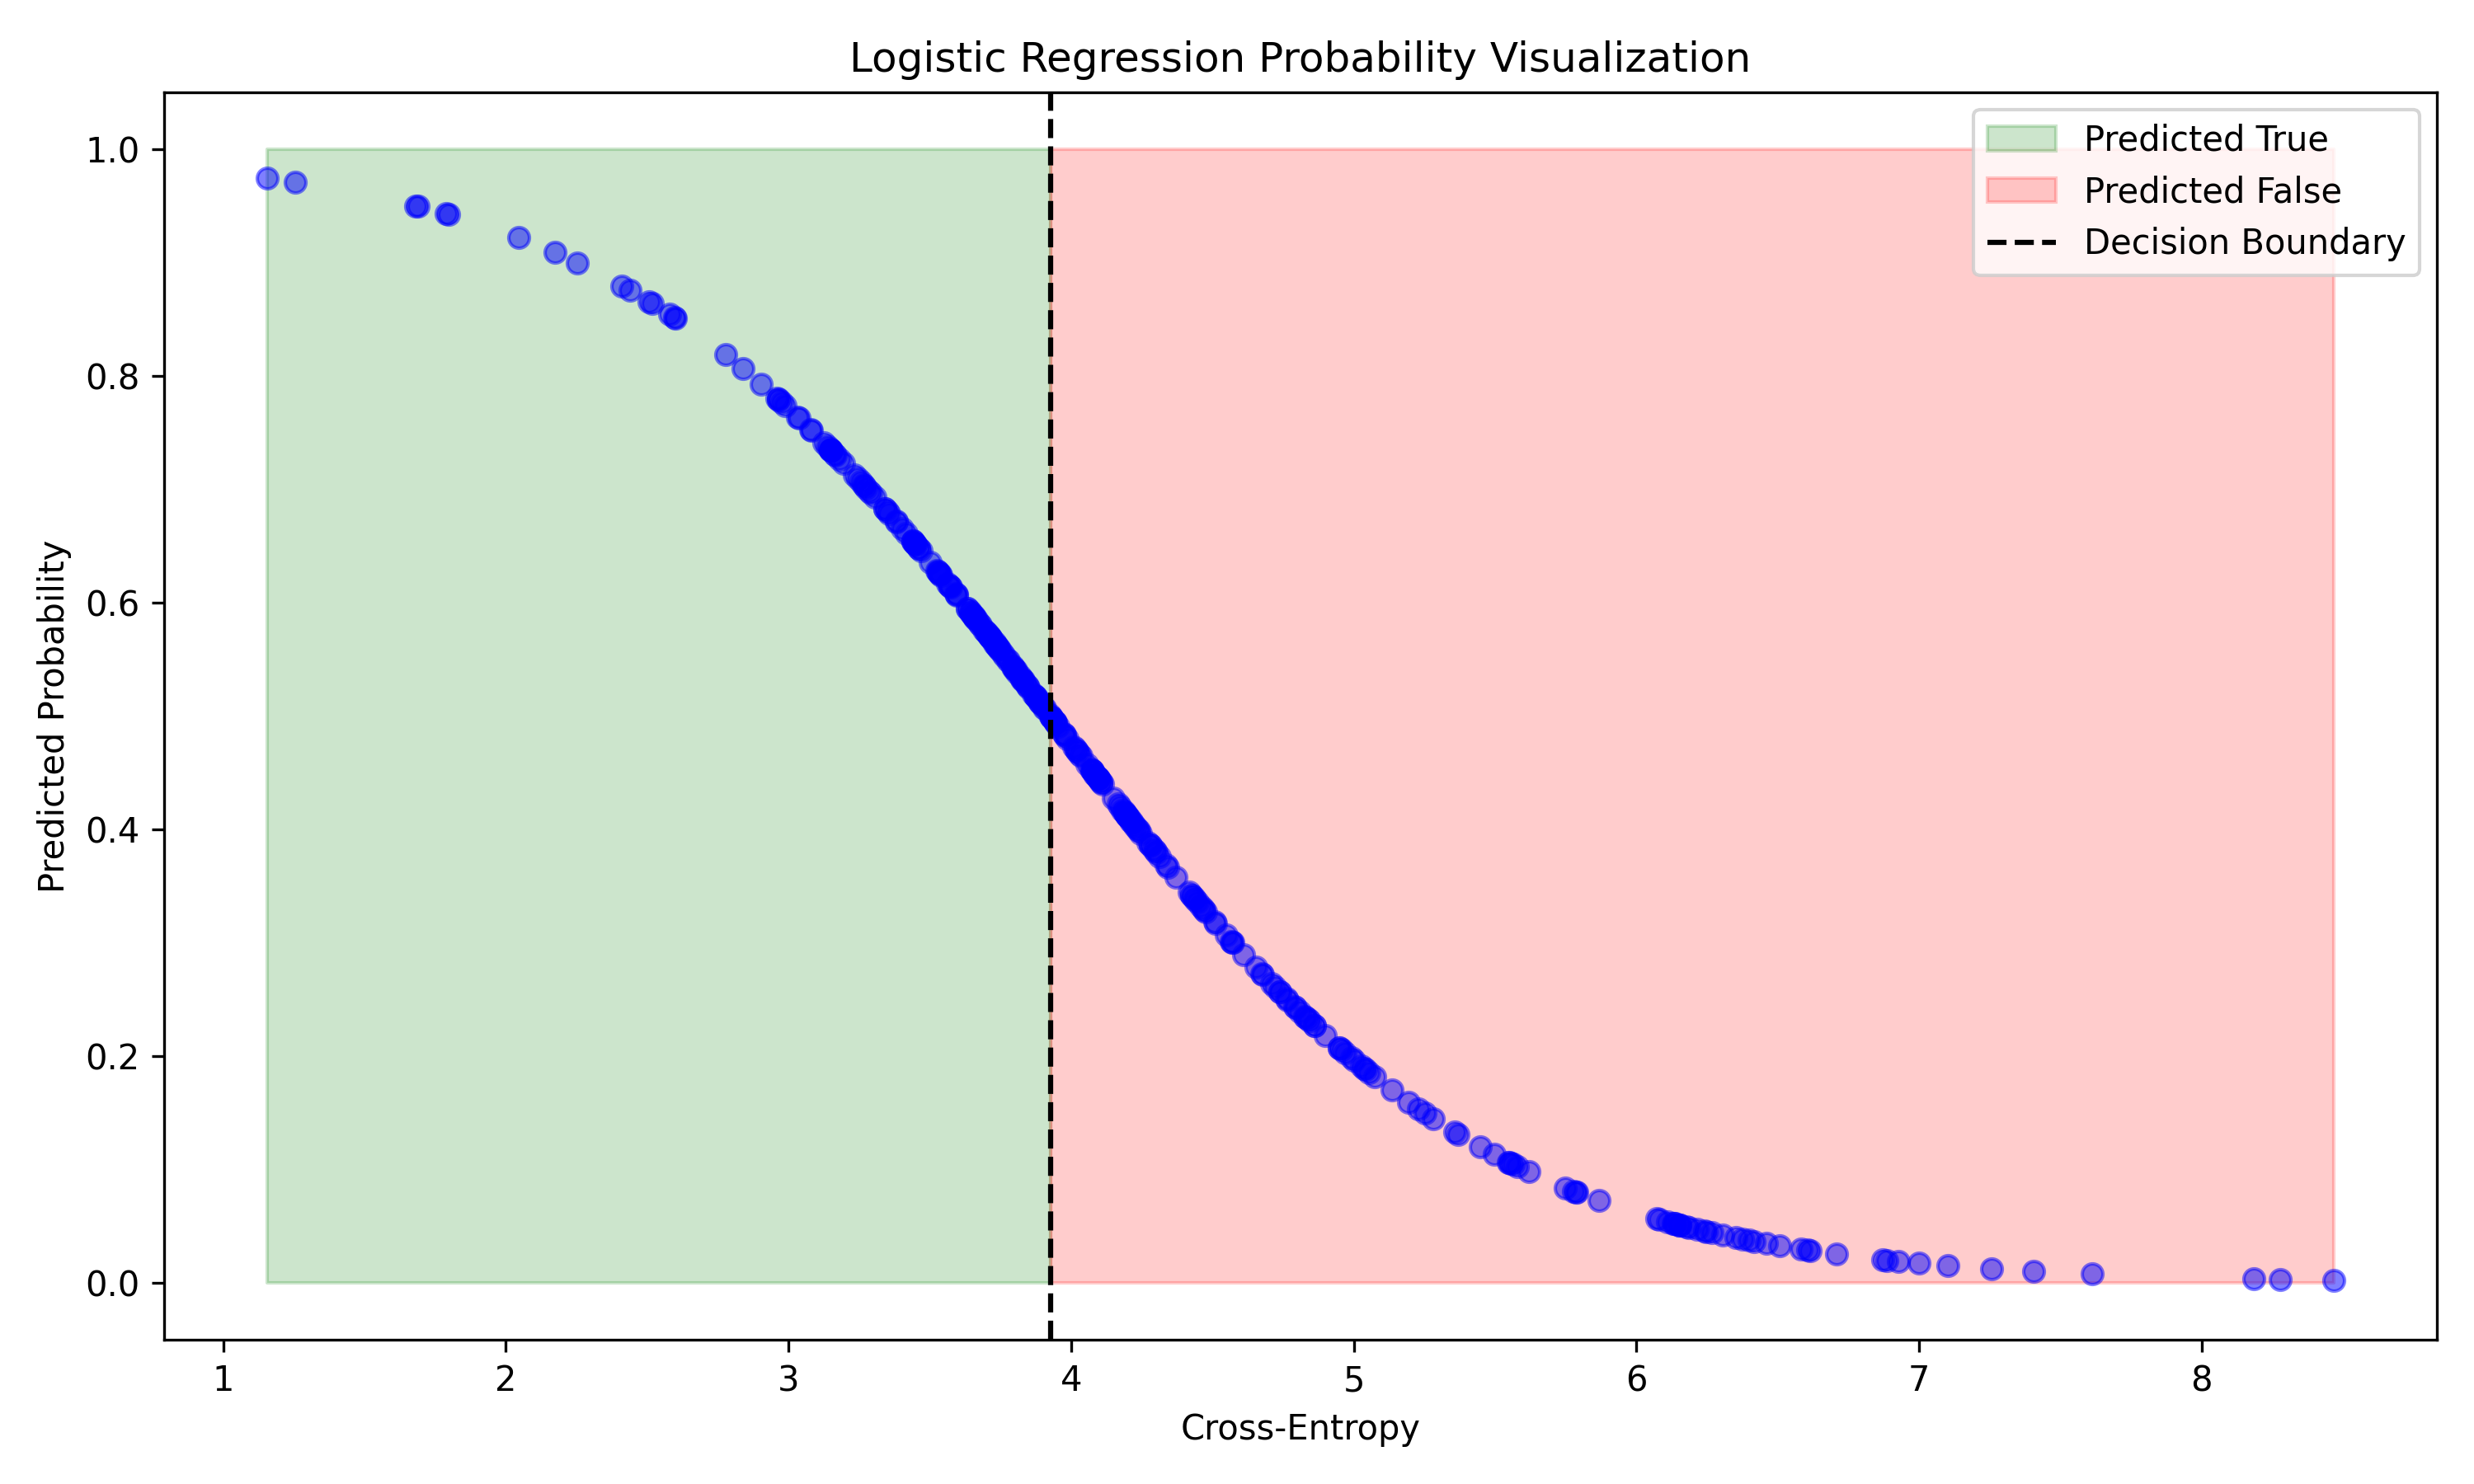 Logistic Regression Probability Visualization
Predicted True
Predicted False
Decision Boundary
Predicted Probability
1.0
0.8
0.6
0.4
0.2
0.0
1 2 3 4 5 6 7 8
Cross-Entropy